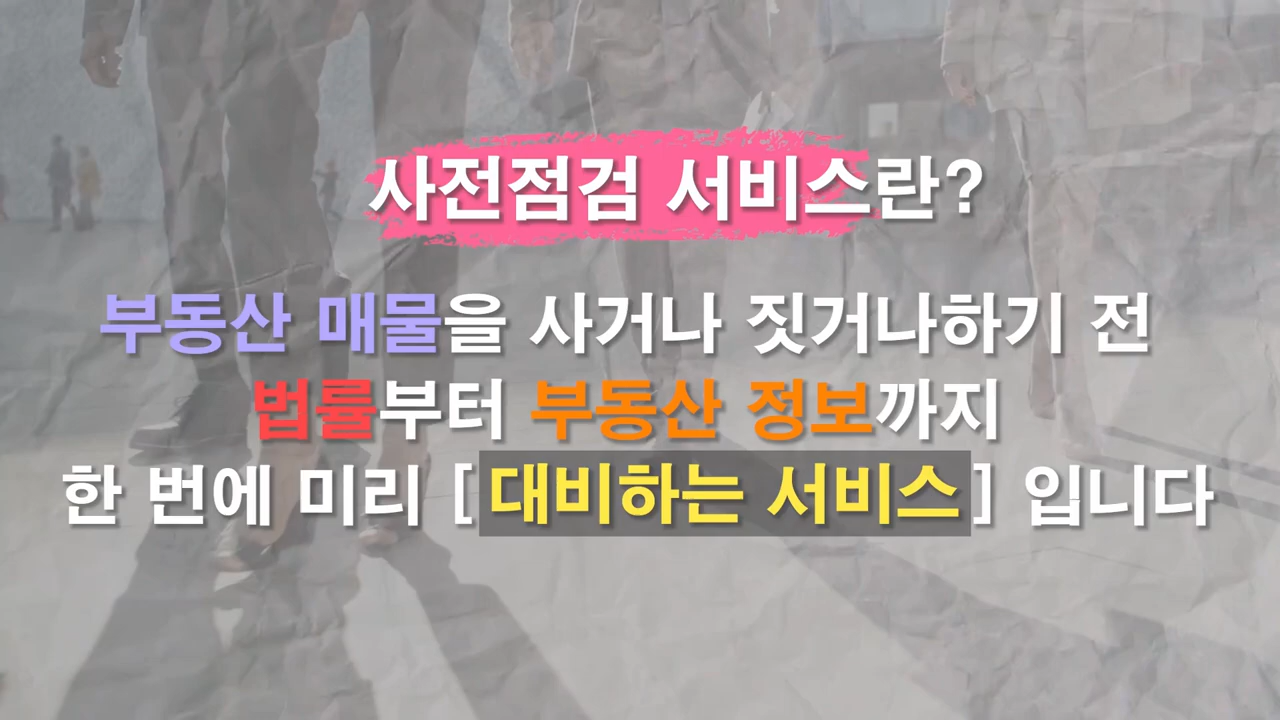 사전점검 서비스란?
부동산 매물을 사거나 짓거나하기 전
법률부터 부동산 정보까지
한 번에 미리 [대비하는 서비스] 입니다